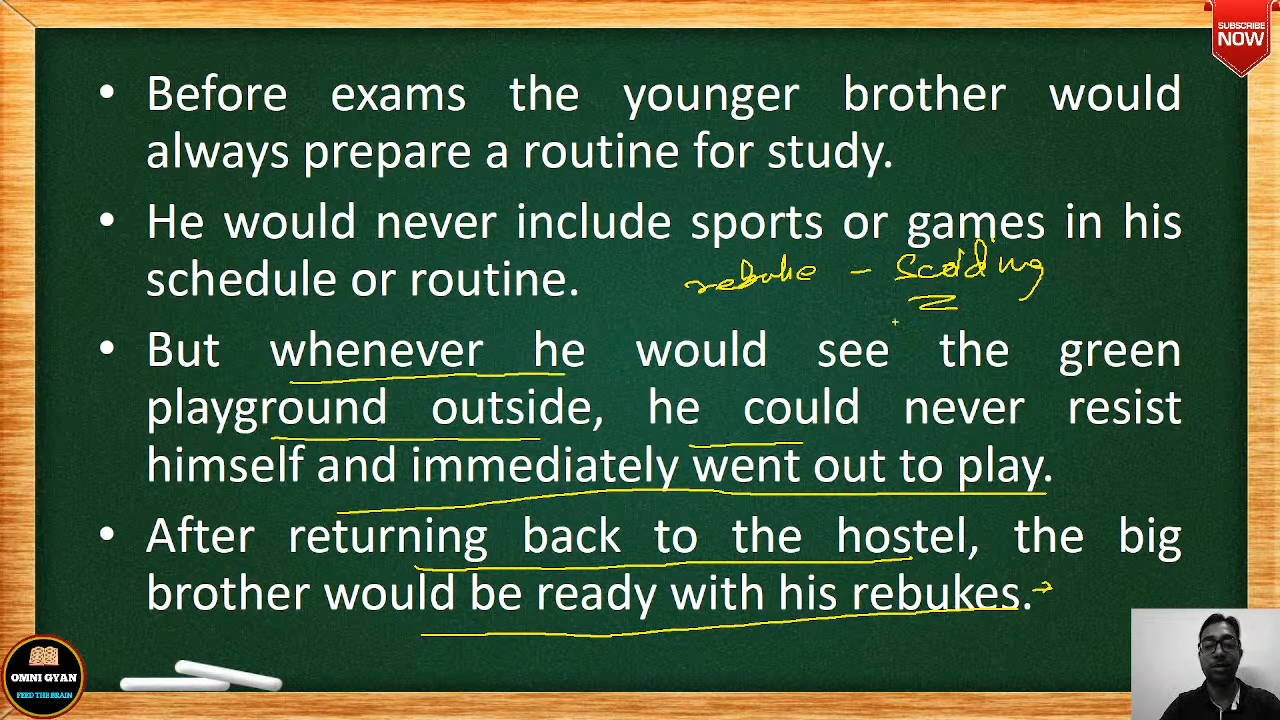 SUBSCRIBE
NOW
• Before exams the younger brother would
always prepare a routine for study.
• He would never include sports or games in his
schedule or routine.
rebuke – Scolding
• But whenever he would see the green
playground outside, he could never resist
himself and immediately went out to play.
• After returning back to the hostel, the big
brother would be ready with his rebukes.
OMNI GYAN
FEED THE BRAIN